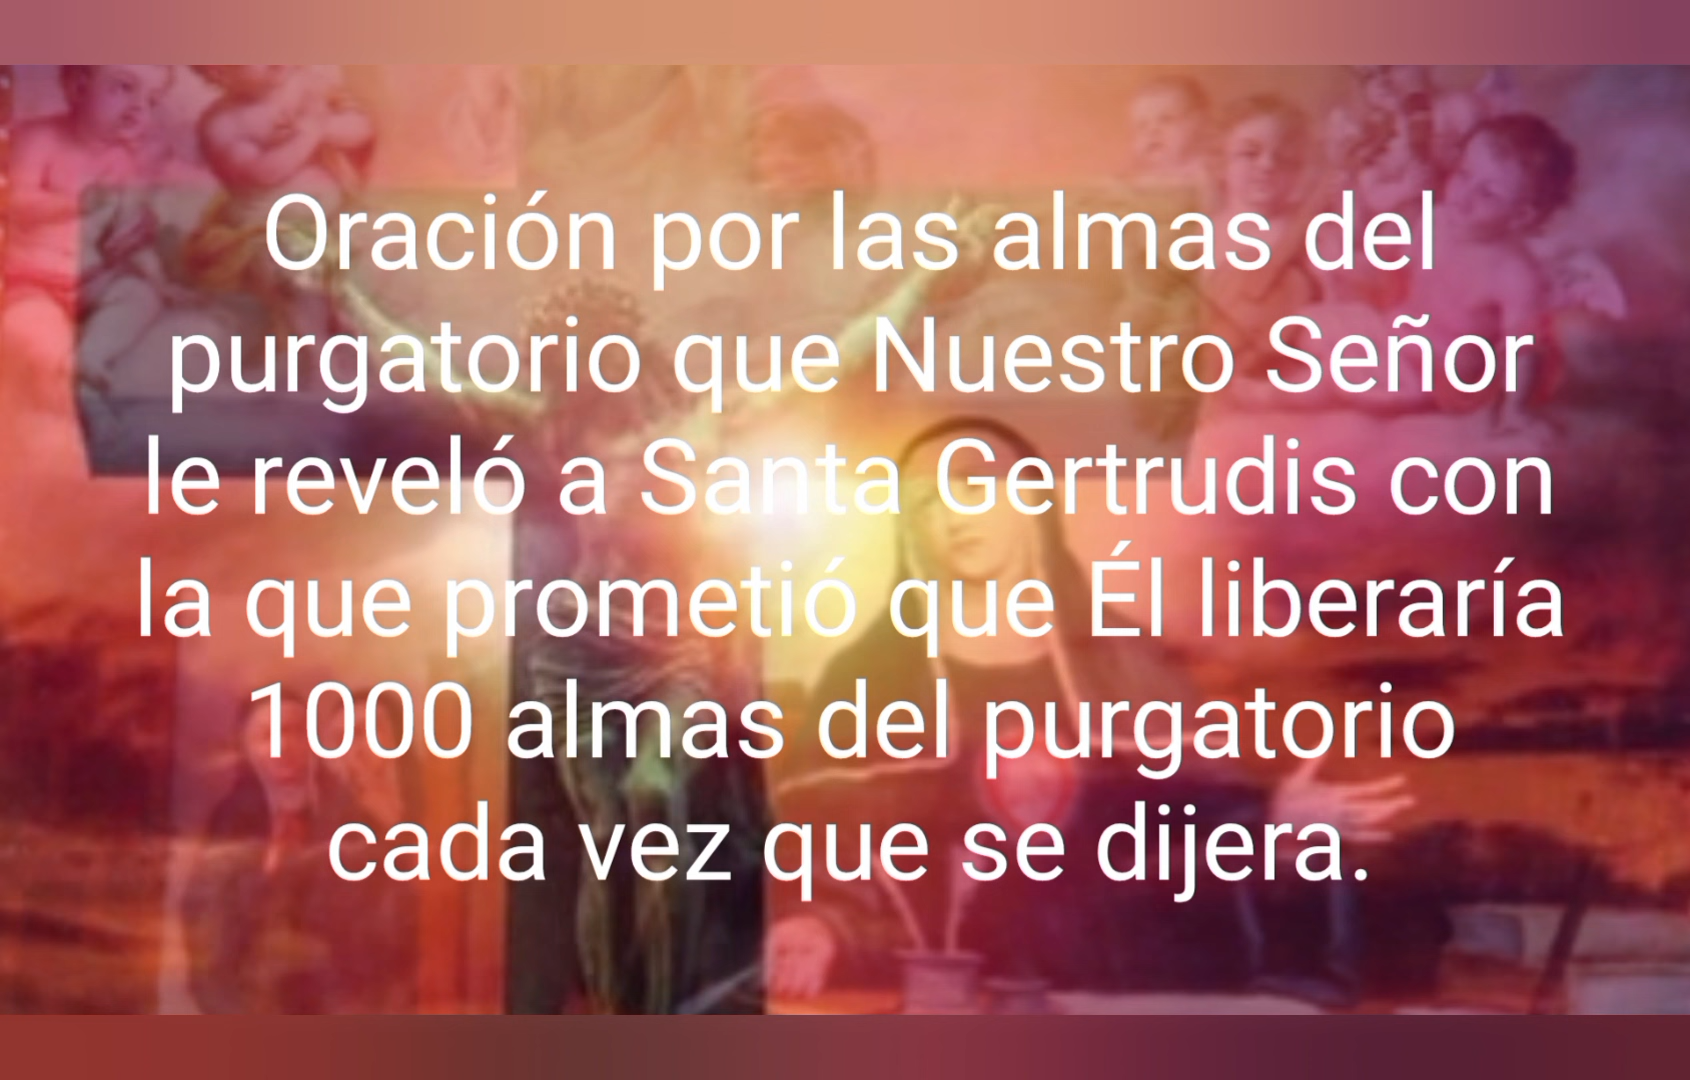 Oración por las almas del
purgatorio que Nuestro Señor
le reveló a Santa Gertrudis con
la que prometió que Él liberaría
1000 almas del purgatorio
cada vez que se dijera.